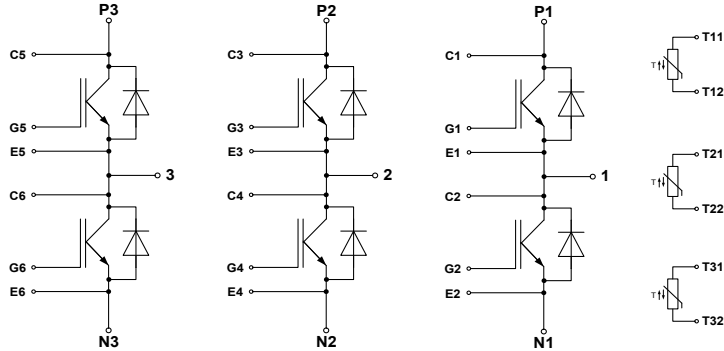 P3 P2 P1
C5 C3 C1 T11
T↑↓
G5 G3 G1 T12
E5 E3 E1 T21
3 2 1 T↑↓
C6 C4 C2 T22
G6 G4 G2 T31
E6 E4 E2 T↑↓
T32
N3 N2 N1